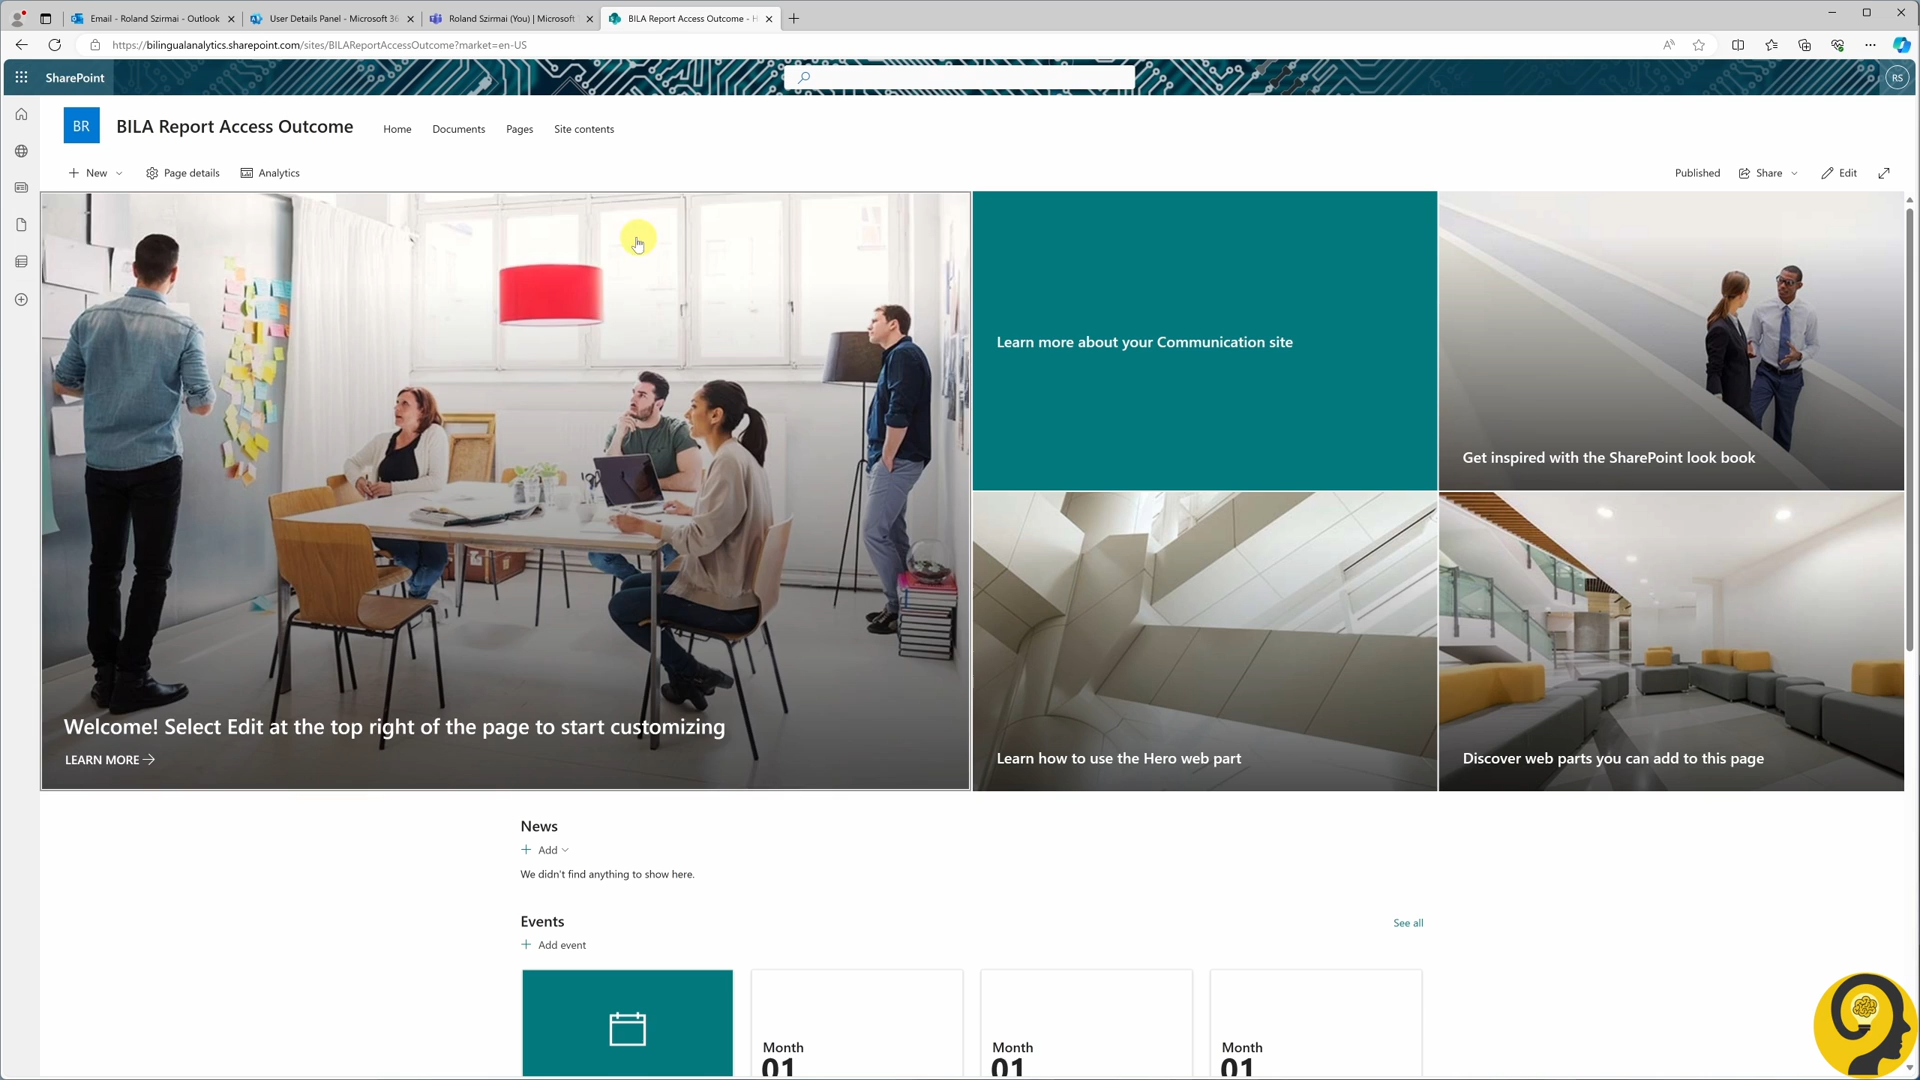 Email - Roland Szirmai - Outlook
User Details Panel - Microsoft 36
Roland Szirmai (You) | Microsoft
BILA Report Access Outcome - H
https://bilingualanalytics.sharepoint.com/sites/BILAReportAccessOutcome?market=en-US
SharePoint
RS
BR
BILA Report Access Outcome
Home
Documents
Pages
Site contents
New
Page details
Analytics
Published
Share
Edit
Welcome! Select Edit at the top right of the page to start customizing
LEARN MORE
Learn more about your Communication site
Get inspired with the SharePoint look book
Learn how to use the Hero web part
Discover web parts you can add to this page
News
Add
We didn't find anything to show here.
Events
See all
Add event
Month
01
Month
01
Month
01